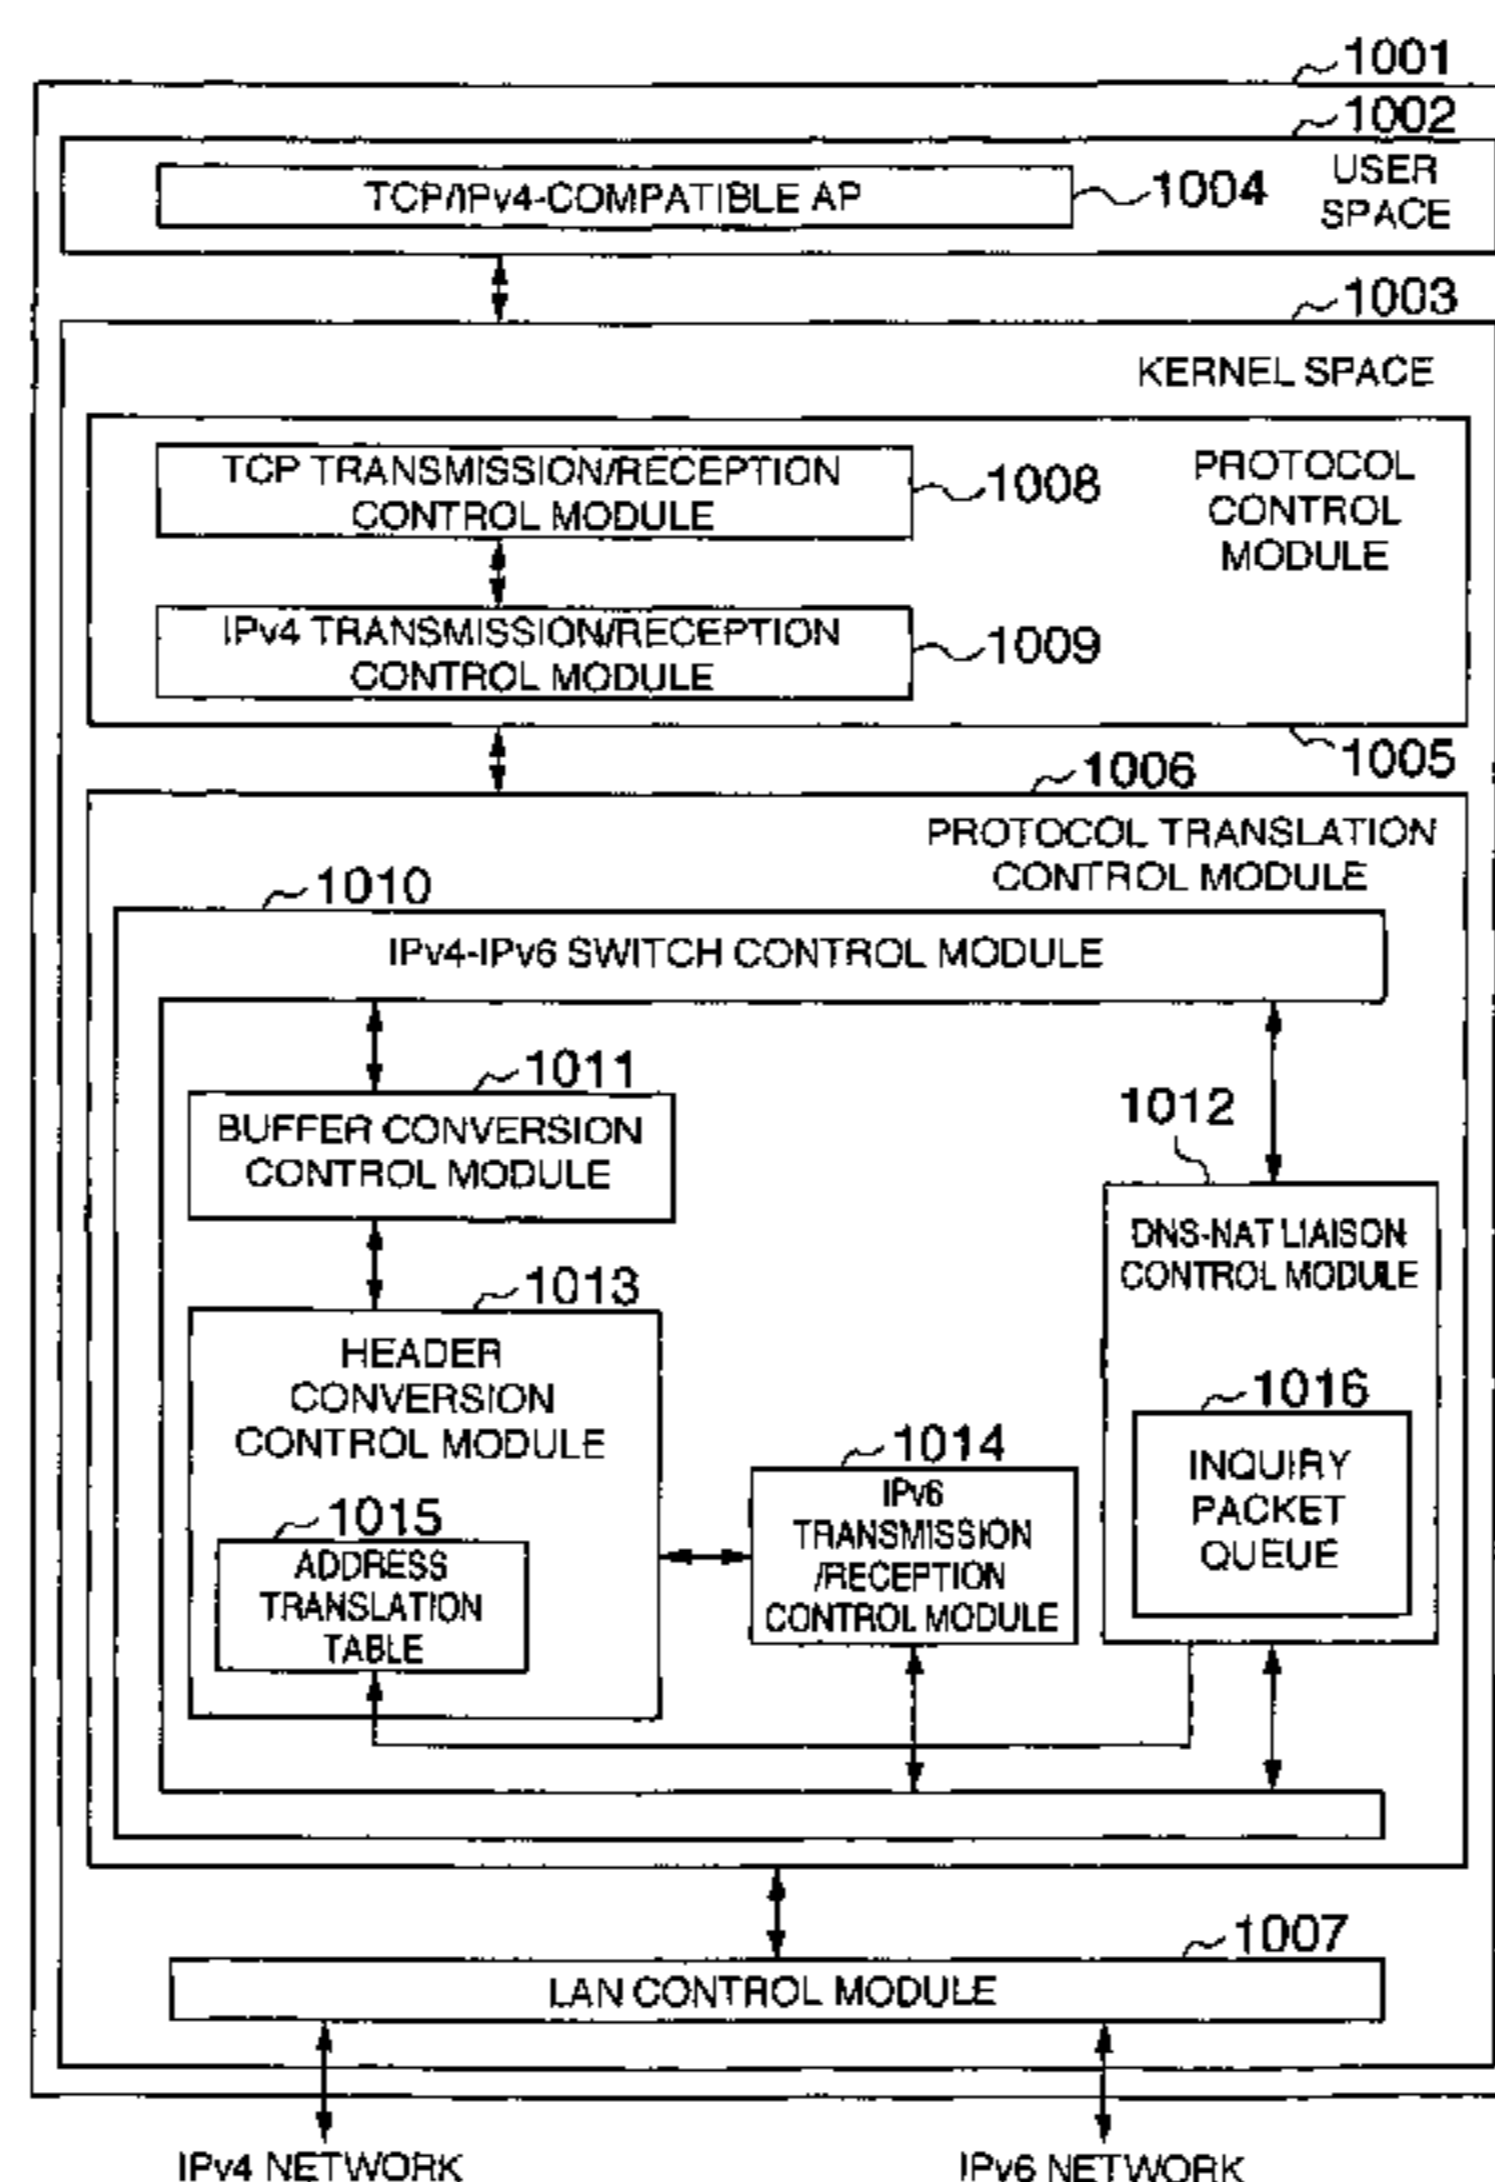 1001
1002
USER
SPACE
TCP/IPv4-COMPATIBLE AP
1004
1003
KERNEL SPACE
TCP TRANSMISSION/RECEPTION
CONTROL MODULE
1008
PROTOCOL
CONTROL
MODULE
IPv4 TRANSMISSION/RECEPTION
CONTROL MODULE
1009
1005
1006
PROTOCOL TRANSLATION
CONTROL MODULE
1010
IPv4-IPv6 SWITCH CONTROL MODULE
1011
BUFFER CONVERSION
CONTROL MODULE
1012
DNS-NAT LIAISON
CONTROL MODULE
1013
HEADER
CONVERSION
CONTROL MODULE
1016
INQUIRY
PACKET
QUEUE
1014
IPv6
TRANSMISSION
/RECEPTION
CONTROL MODULE
1015
ADDRESS
TRANSLATION
TABLE
1007
LAN CONTROL MODULE
IPv4 NETWORK
IPv6 NETWORK